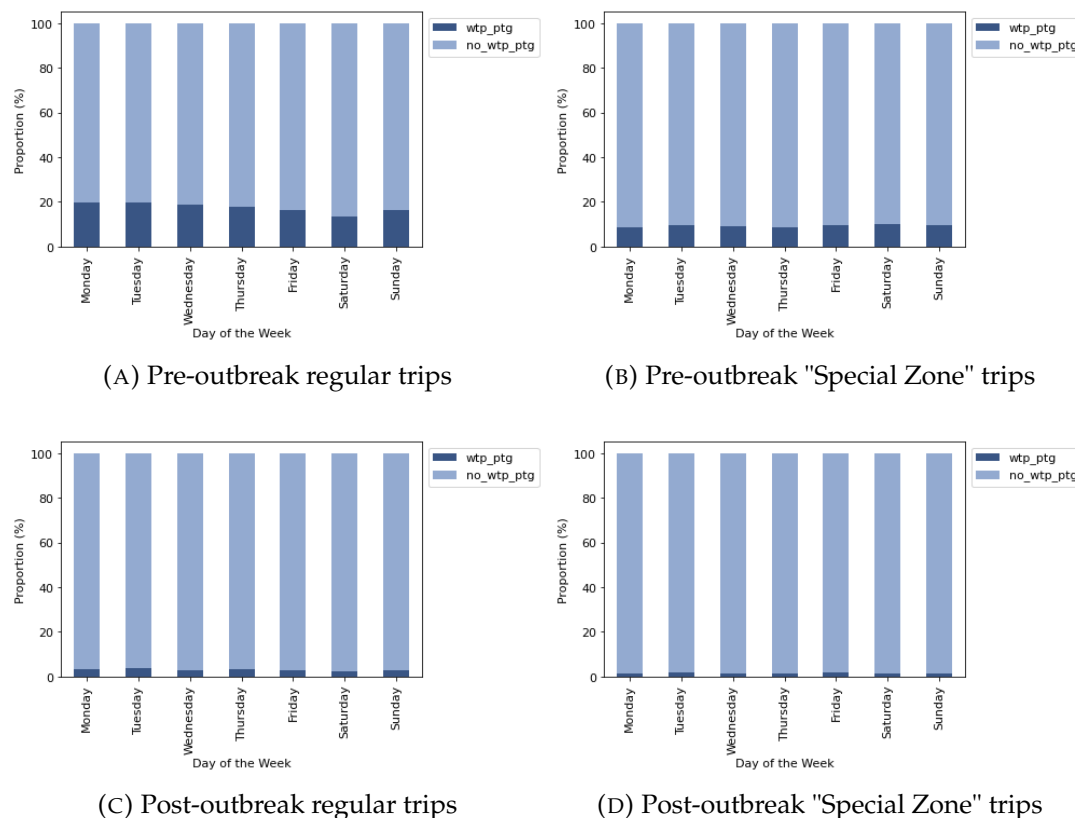 100
80
60
40
20
0
Proportion (%)
Monday
Tuesday
Wednesday
Thursday
Friday
Saturday
Sunday
Day of the Week
wtp_ptg
no_wtp_ptg
(A) Pre-outbreak regular trips
100
80
60
40
20
0
Proportion (%)
Monday
Tuesday
Wednesday
Thursday
Friday
Saturday
Sunday
Day of the Week
wtp_ptg
no_wtp_ptg
(B) Pre-outbreak "Special Zone" trips
100
80
60
40
20
0
Proportion (%)
Monday
Tuesday
Wednesday
Thursday
Friday
Saturday
Sunday
Day of the Week
wtp_ptg
no_wtp_ptg
(C) Post-outbreak regular trips
100
80
60
40
20
0
Proportion (%)
Monday
Tuesday
Wednesday
Thursday
Friday
Saturday
Sunday
Day of the Week
wtp_ptg
no_wtp_ptg
(D) Post-outbreak "Special Zone" trips